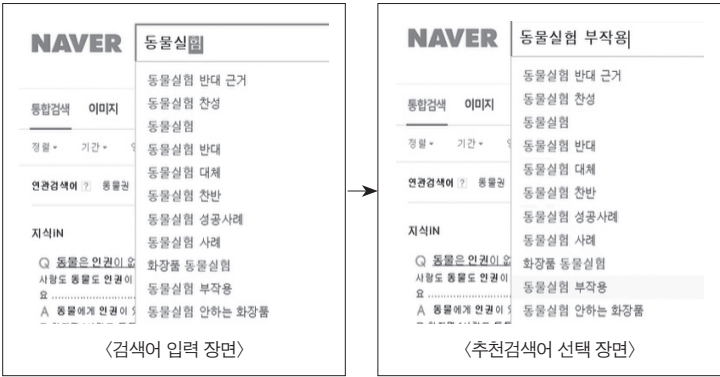 NAVER 동물실험
동물실험 반대 근거
동물실험 찬성
동물실험
동물실험 반대
동물실험 대체
동물실험 찬반
동물실험 성공사례
동물실험 사례
화장품 동물실험
동물실험 부작용
동물실험 안하는 화장품
통합검색 이미지
정렬 기간
연관검색어 ? 동물권
지식iN
Q 동물은 인권이 없
사람도 동물도 인권이
요
A 동물에게 인권이
〈검색어 입력 장면〉
NAVER 동물실험 부작용
동물실험 반대 근거
동물실험 찬성
동물실험
동물실험 반대
동물실험 대체
동물실험 찬반
동물실험 성공사례
동물실험 사례
화장품 동물실험
동물실험 부작용
동물실험 안하는 화장품
통합검색 이미지
정렬 기간
연관검색어 ? 동물권
지식iN
Q 동물은 인권이 없
사람도 동물도 인권이
요
A 동물에게 인권이
〈추천검색어 선택 장면〉